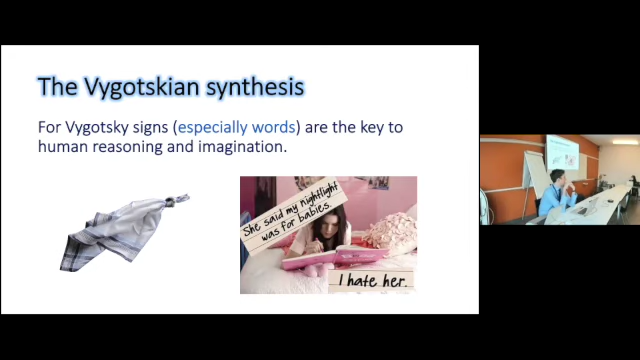 The Vygotskian synthesis
For Vygotsky signs (especially words) are the key to
human reasoning and imagination.
She said my nightlight
was for babies.
I hate her.